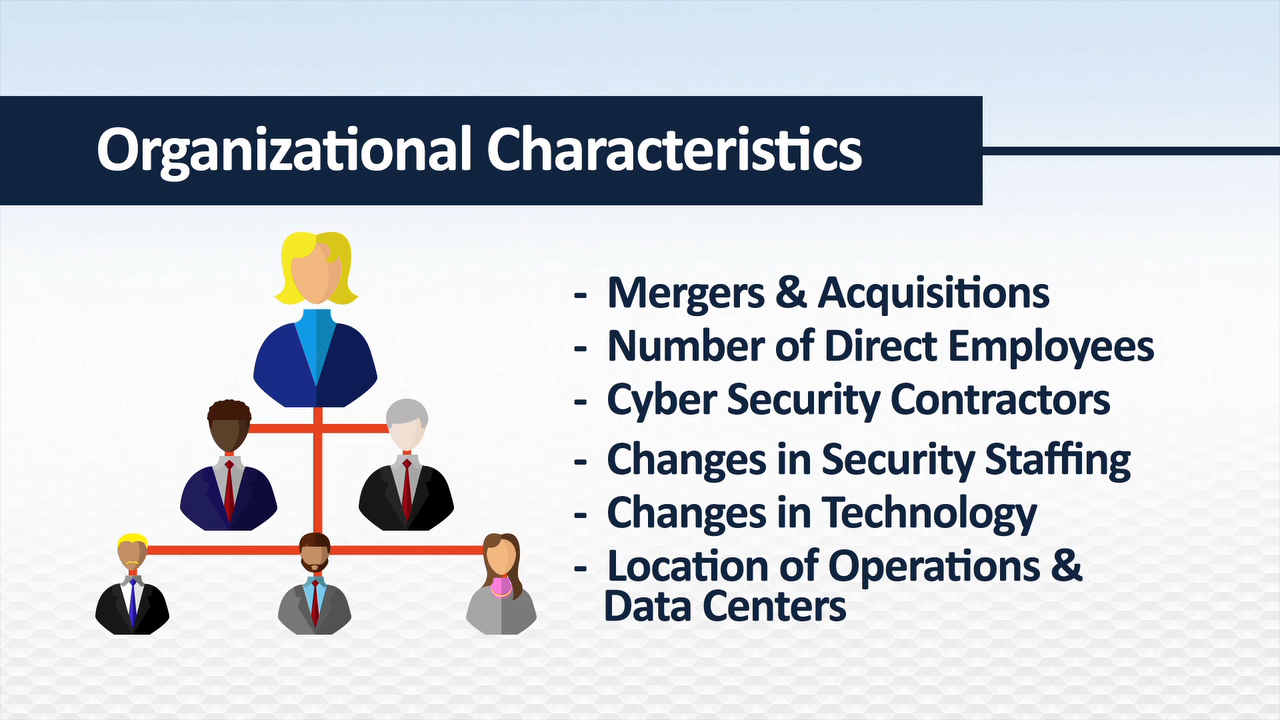 Organizational Characteristics
- Mergers & Acquisitions
- Number of Direct Employees
- Cyber Security Contractors
- Changes in Security Staffing
- Changes in Technology
- Location of Operations &
Data Centers